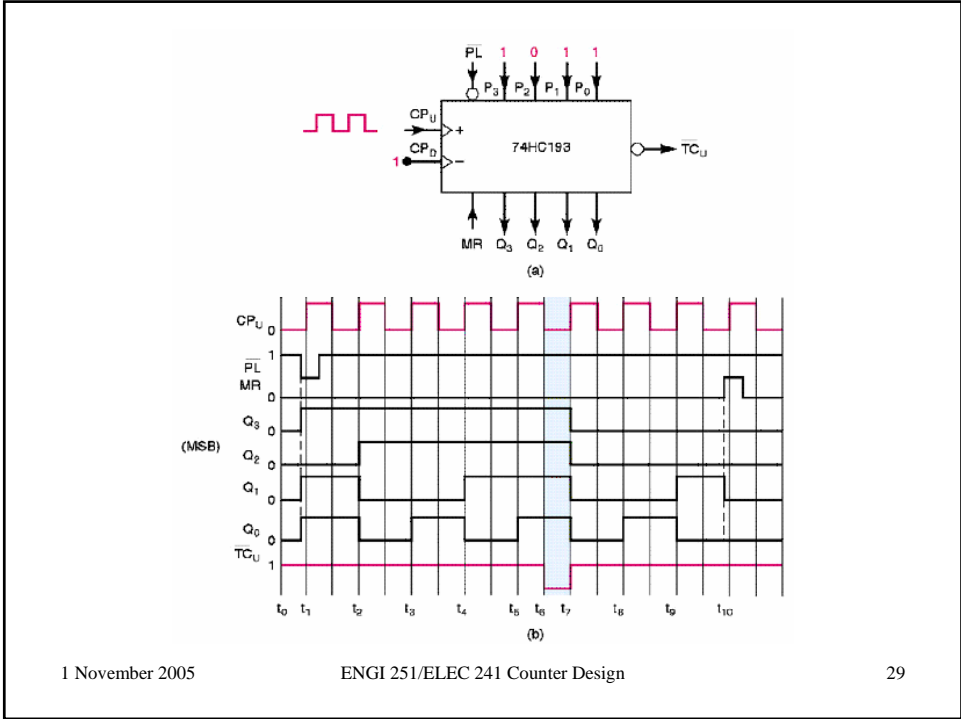 PL 1 0 1 1
P3 P2 P1 P0
CPU + 
74HC193
TCU
1 CPD −
MR Q3 Q2 Q1 Q0
(a)
CPU 0
1
PL
MR
0
Q3 0
(MSB)
Q2 0
Q1 0
Q0 0
TCU
1
t0 t1 t2 t3 t4 t5 t6 t7 t8 t9 t10
(b)
1 November 2005 ENGI 251/ELEC 241 Counter Design 29